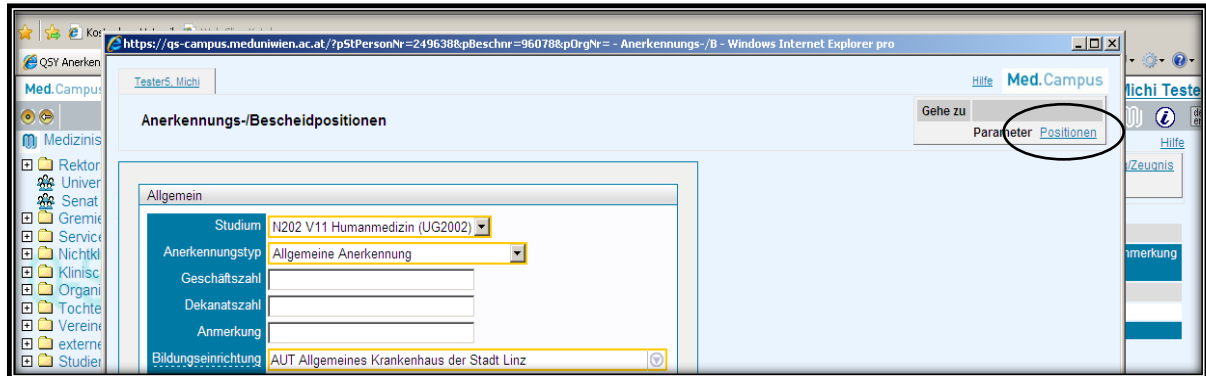 https://qs-campus.meduniwien.ac.at/?pStPersonNr=249638&pBeschnr=96078&pOrgNr= - Anerkennungs-/B - Windows Internet Explorer pro
QSY Anerken
Tester5, Michi
Hilfe Med.Campus
Med.Campus
Michi Teste
Anerkennungs-/Bescheidpositionen
Gehe zu
Parameter Positionen
Hilfe
Medizinis
Rektor
Univer
Senat
Gremie
Service
Nichtkl
Klinisc
Organi
Tochte
Vereine
externe
Studier
/Zeugnis
nmerkung
Allgemein
Studium N202 V11 Humanmedizin (UG2002)
Anerkennungstyp Allgemeine Anerkennung
Geschäftszahl
Dekanatszahl
Anmerkung
Bildungseinrichtung AUT Allgemeines Krankenhaus der Stadt Linz